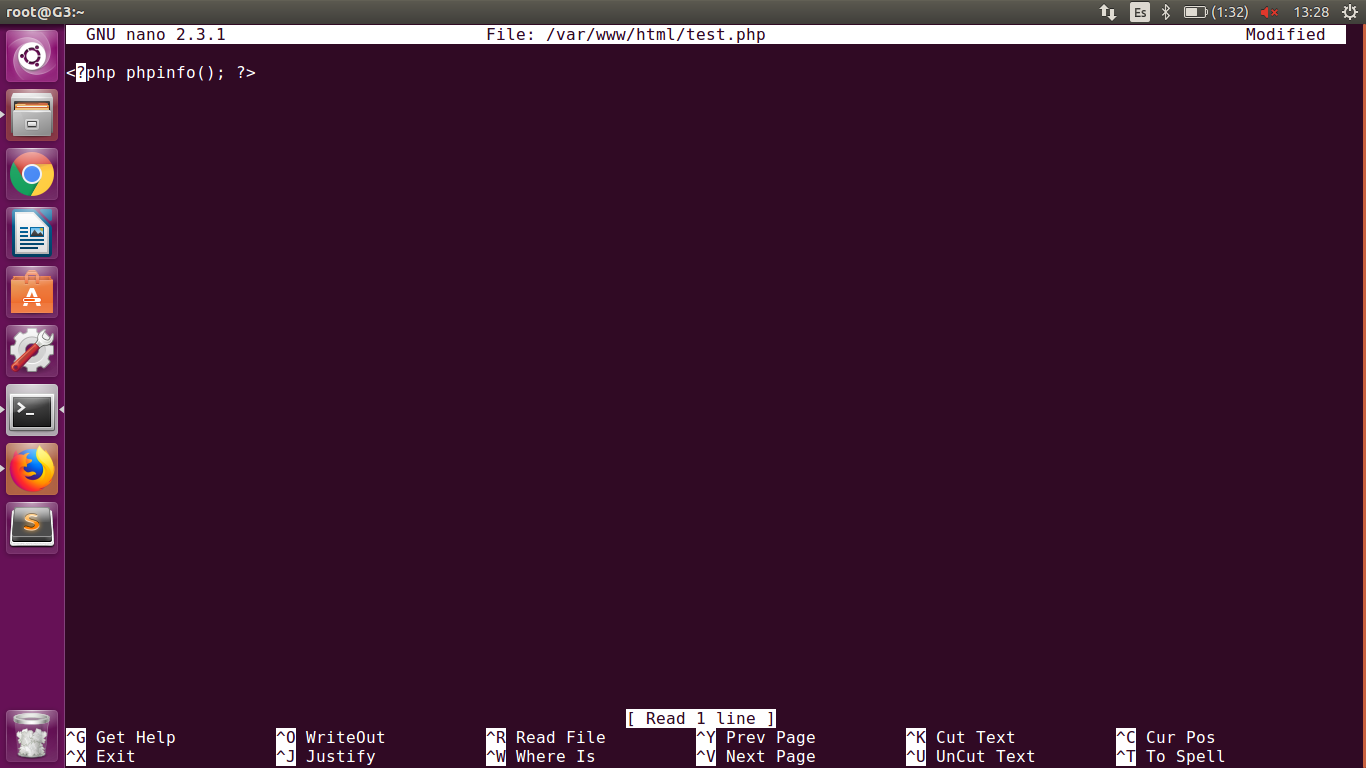 root@G3:~ Es (1:32) 13:28
GNU nano 2.3.1 File: /var/www/html/test.php Modified
<?php phpinfo(); ?>
[ Read 1 line ]
^G Get Help ^O WriteOut ^R Read File ^Y Prev Page ^K Cut Text ^C Cur Pos
^X Exit ^J Justify ^W Where Is ^V Next Page ^U UnCut Text ^T To Spell